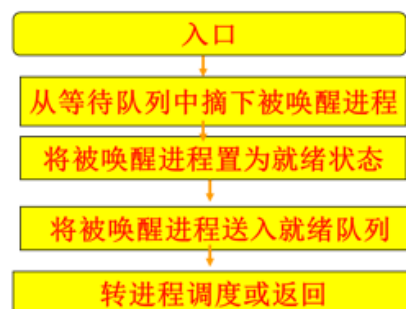 入口
从等待队列中摘下被唤醒进程
将被唤醒进程置为就绪状态
将被唤醒进程送入就绪队列
转进程调度或返回